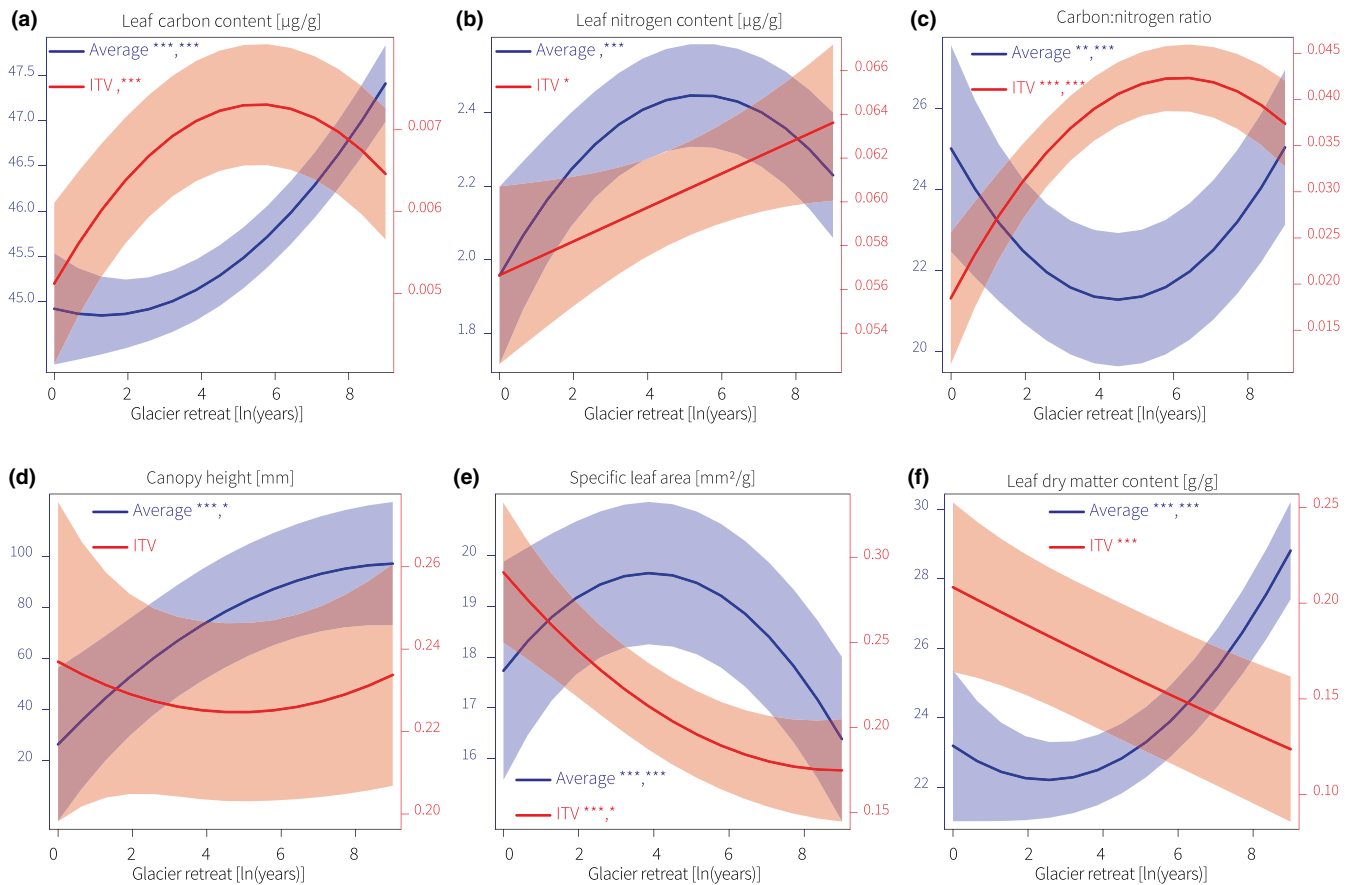 (a) Leaf carbon content [µg/g]
Average ***,***
ITV ,***
47.5
47.0
46.5
46.0
45.5
45.0
0.007
0.006
0.005
0 2 4 6 8
Glacier retreat [ln(years)]
(b) Leaf nitrogen content [µg/g]
Average ,***
ITV *
2.4
2.2
2.0
1.8
0.066
0.064
0.062
0.060
0.058
0.056
0.054
0 2 4 6 8
Glacier retreat [ln(years)]
(c) Carbon:nitrogen ratio
Average **,***
ITV ***,***
26
24
22
20
0.045
0.040
0.035
0.030
0.025
0.020
0.015
0 2 4 6 8
Glacier retreat [ln(years)]
(d) Canopy height [mm]
Average ***,*
ITV
100
80
60
40
20
0.26
0.24
0.22
0.20
0 2 4 6 8
Glacier retreat [ln(years)]
(e) Specific leaf area [mm²/g]
20
19
18
17
16
0.30
0.25
0.20
0.15
Average ***,***
ITV ***,*
0 2 4 6 8
Glacier retreat [ln(years)]
(f) Leaf dry matter content [g/g]
Average ***,***
ITV ***
30
28
26
24
22
0.25
0.20
0.15
0.10
0 2 4 6 8
Glacier retreat [ln(years)]